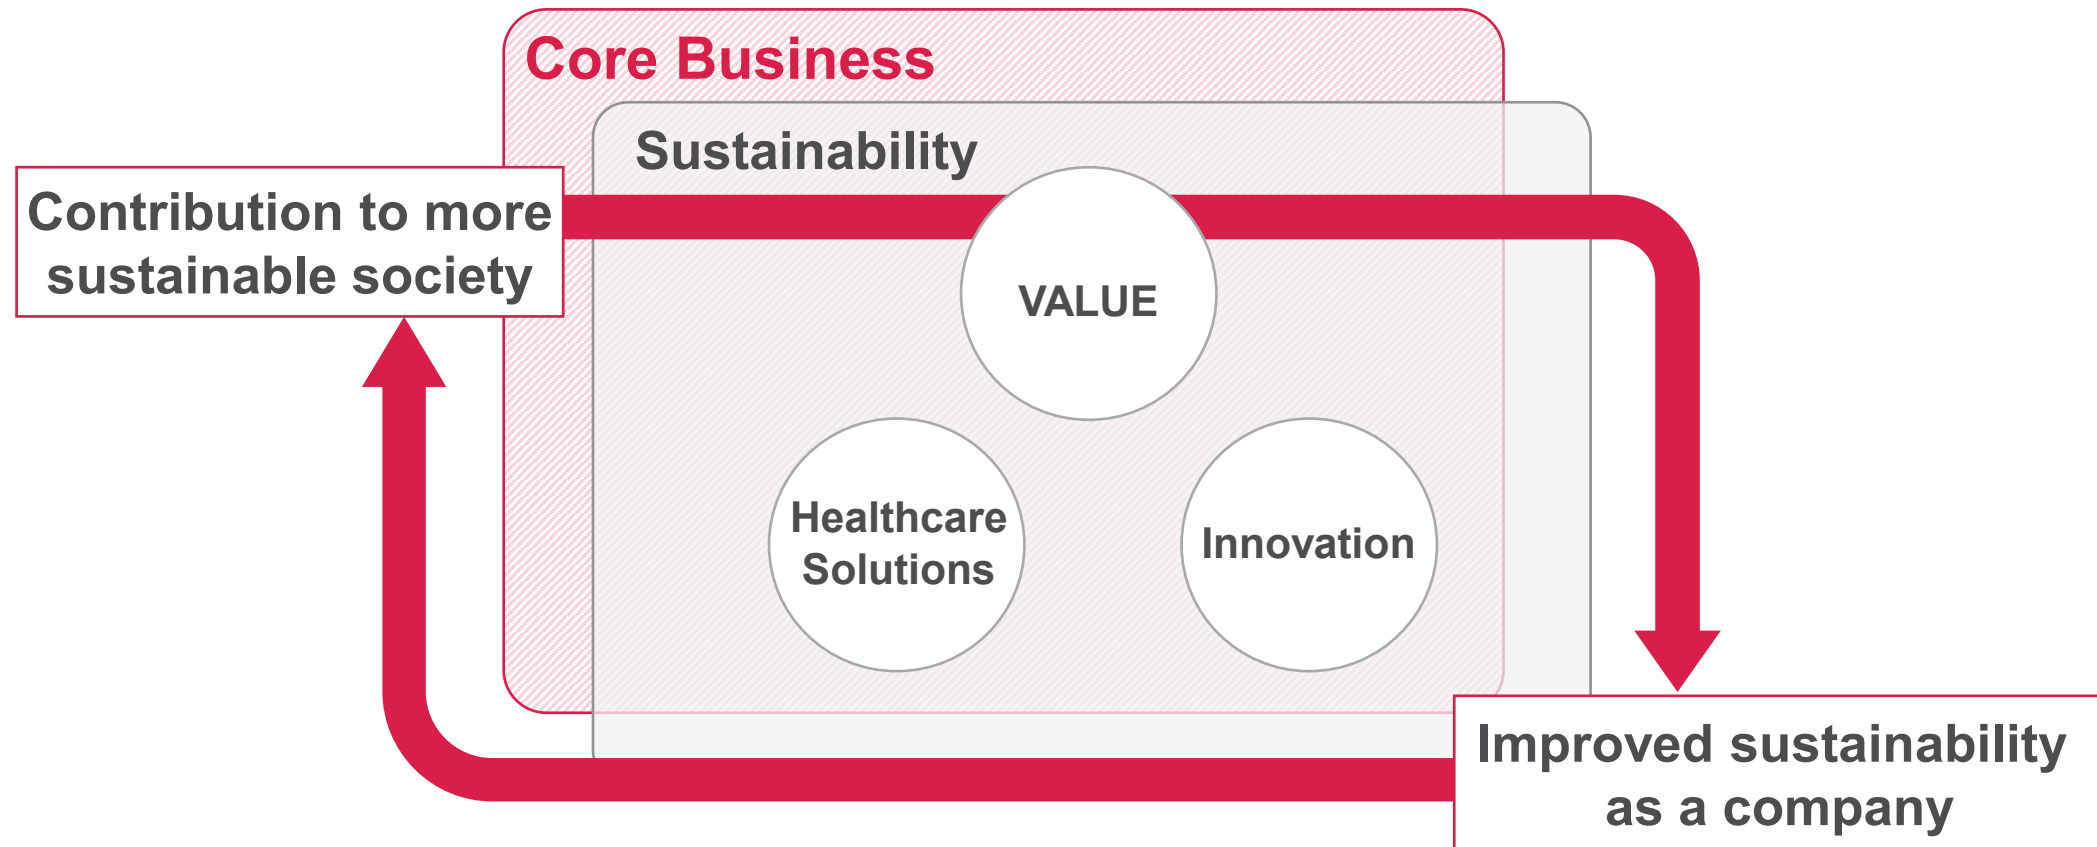 Core Business
Sustainability
Contribution to more
sustainable society
VALUE
Healthcare
Solutions
Innovation
Improved sustainability
as a company